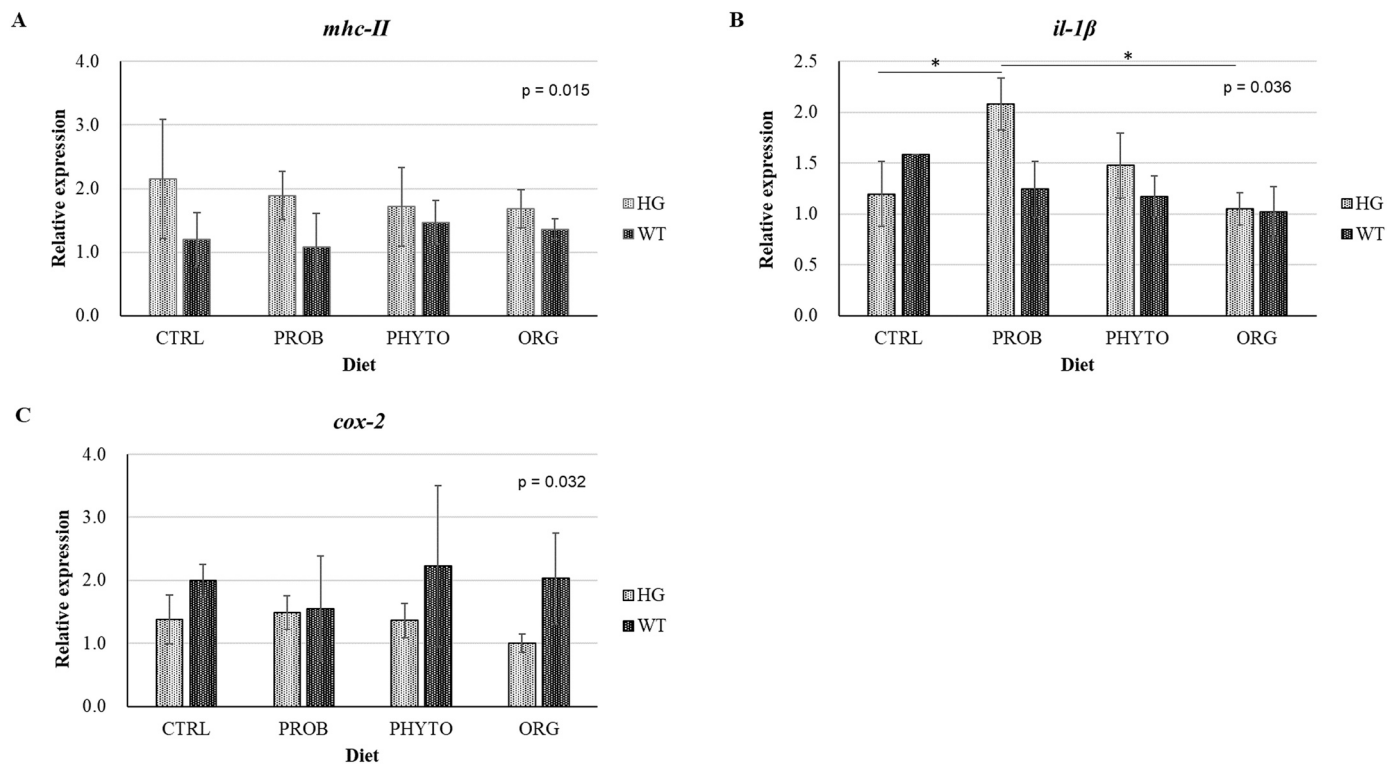 A
mhc-II
4.0
3.0
2.0
1.0
0.0
Relative expression
p = 0.015
HG
WT
CTRL PROB PHYTO ORG
Diet
B
il-1β
2.5
2.0
1.5
1.0
0.5
0.0
Relative expression
* *
p = 0.036
HG
WT
CTRL PROB PHYTO ORG
Diet
C
cox-2
4.0
3.0
2.0
1.0
0.0
Relative expression
p = 0.032
HG
WT
CTRL PROB PHYTO ORG
Diet